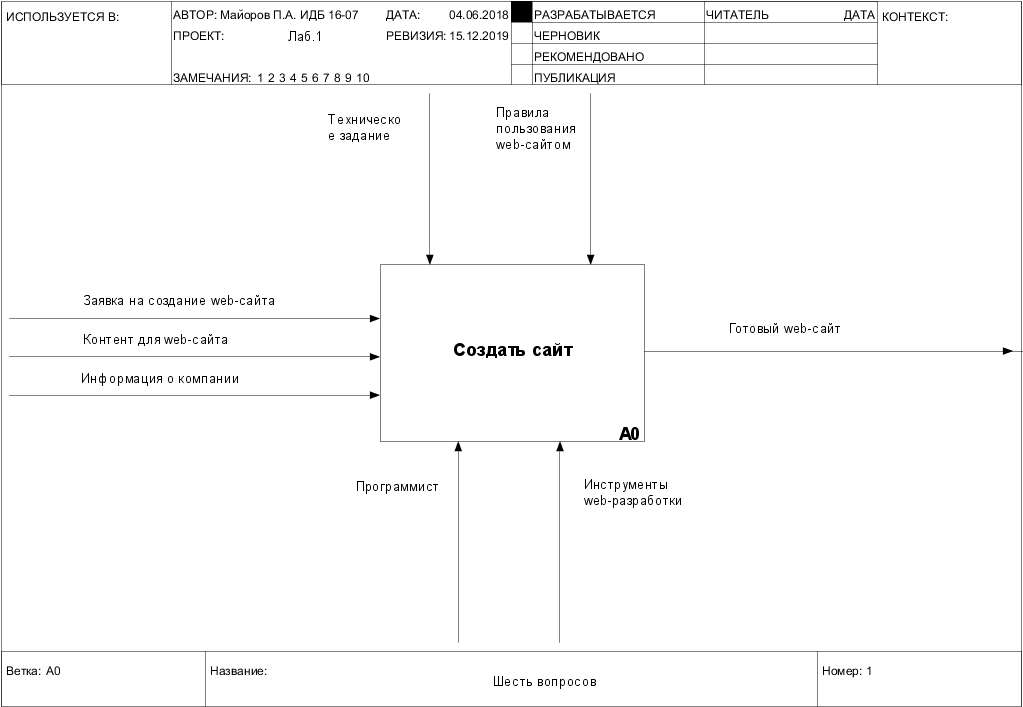 ИСПОЛЬЗУЕТСЯ В:
АВТОР: Майоров П.А. ИДБ 16-07
ДАТА: 04.06.2018
ПРОЕКТ: Лаб.1
РЕВИЗИЯ: 15.12.2019
ЗАМЕЧАНИЯ: 1 2 3 4 5 6 7 8 9 10
РАЗРАБАТЫВАЕТСЯ
ЧЕРНОВИК
РЕКОМЕНДОВАНО
ПУБЛИКАЦИЯ
ЧИТАТЕЛЬ ДАТА
КОНТЕКСТ:
Техническо
е задание
Правила
пользования
web-сайтом
Заявка на создание web-сайта
Контент для web-сайта
Информация о компании
Создать сайт
A0
Готовый web-сайт
Программист
Инструменты
web-разработки
Ветка: A0
Название:
Шесть вопросов
Номер: 1